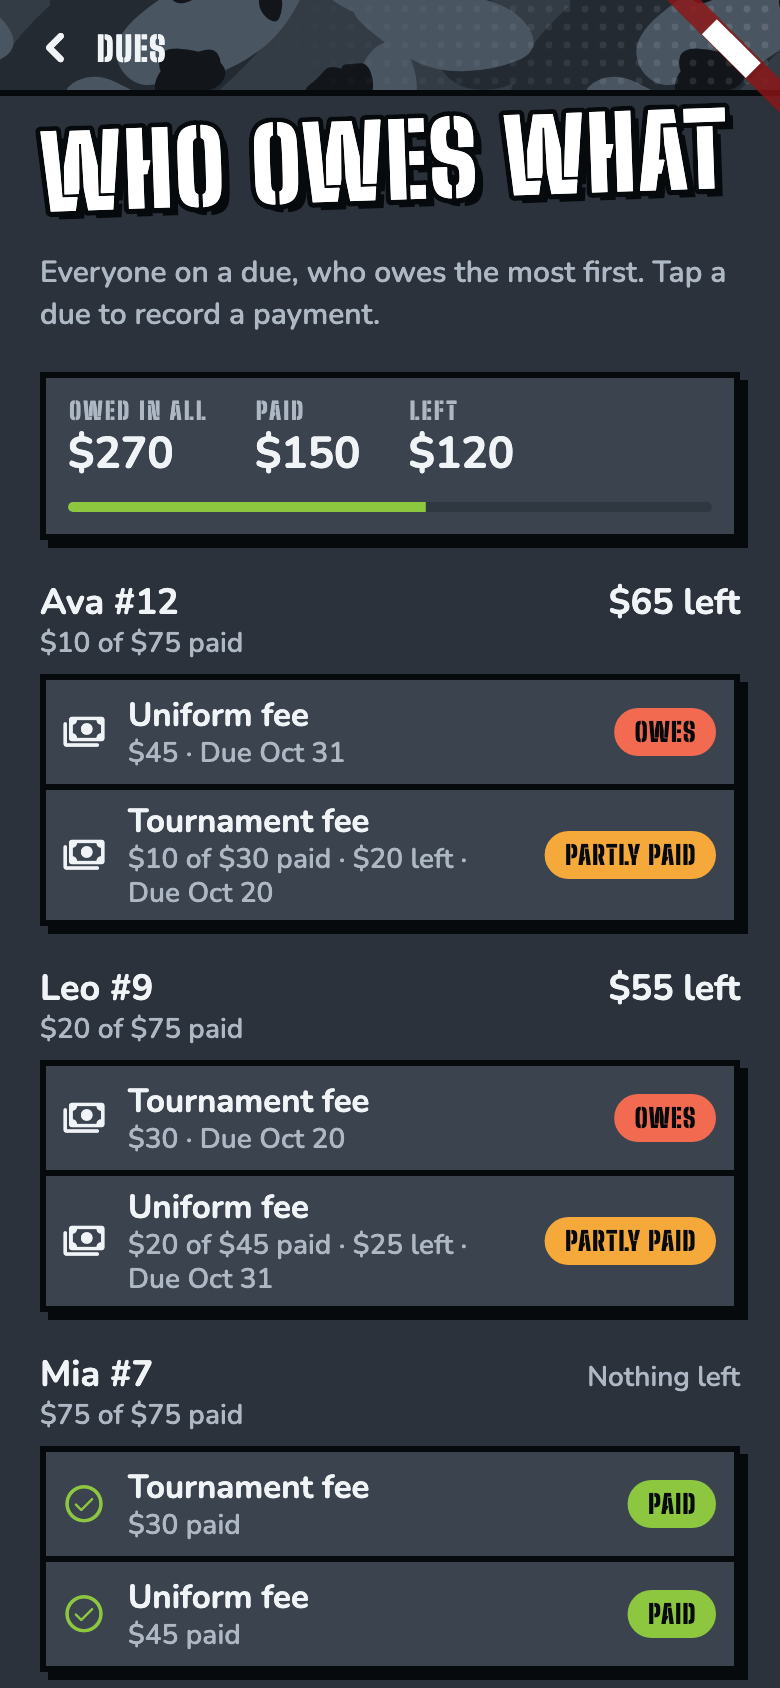 DUES
WHO OWES WHAT
Everyone on a due, who owes the most first. Tap a
due to record a payment.
OWED IN ALL PAID LEFT
$270 $150 $120
Ava #12 $65 left
$10 of $75 paid
Uniform fee
$45 · Due Oct 31
OWES
Tournament fee
$10 of $30 paid · $20 left ·
Due Oct 20
PARTLY PAID
Leo #9 $55 left
$20 of $75 paid
Tournament fee
$30 · Due Oct 20
OWES
Uniform fee
$20 of $45 paid · $25 left ·
Due Oct 31
PARTLY PAID
Mia #7 Nothing left
$75 of $75 paid
Tournament fee
$30 paid
PAID
Uniform fee
$45 paid
PAID